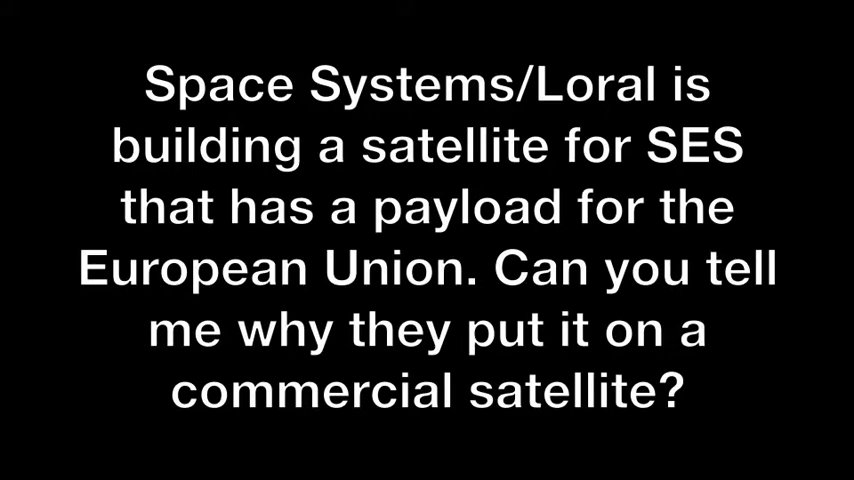 Space Systems/Loral is
building a satellite for SES
that has a payload for the
European Union. Can you tell
me why they put it on a
commercial satellite?